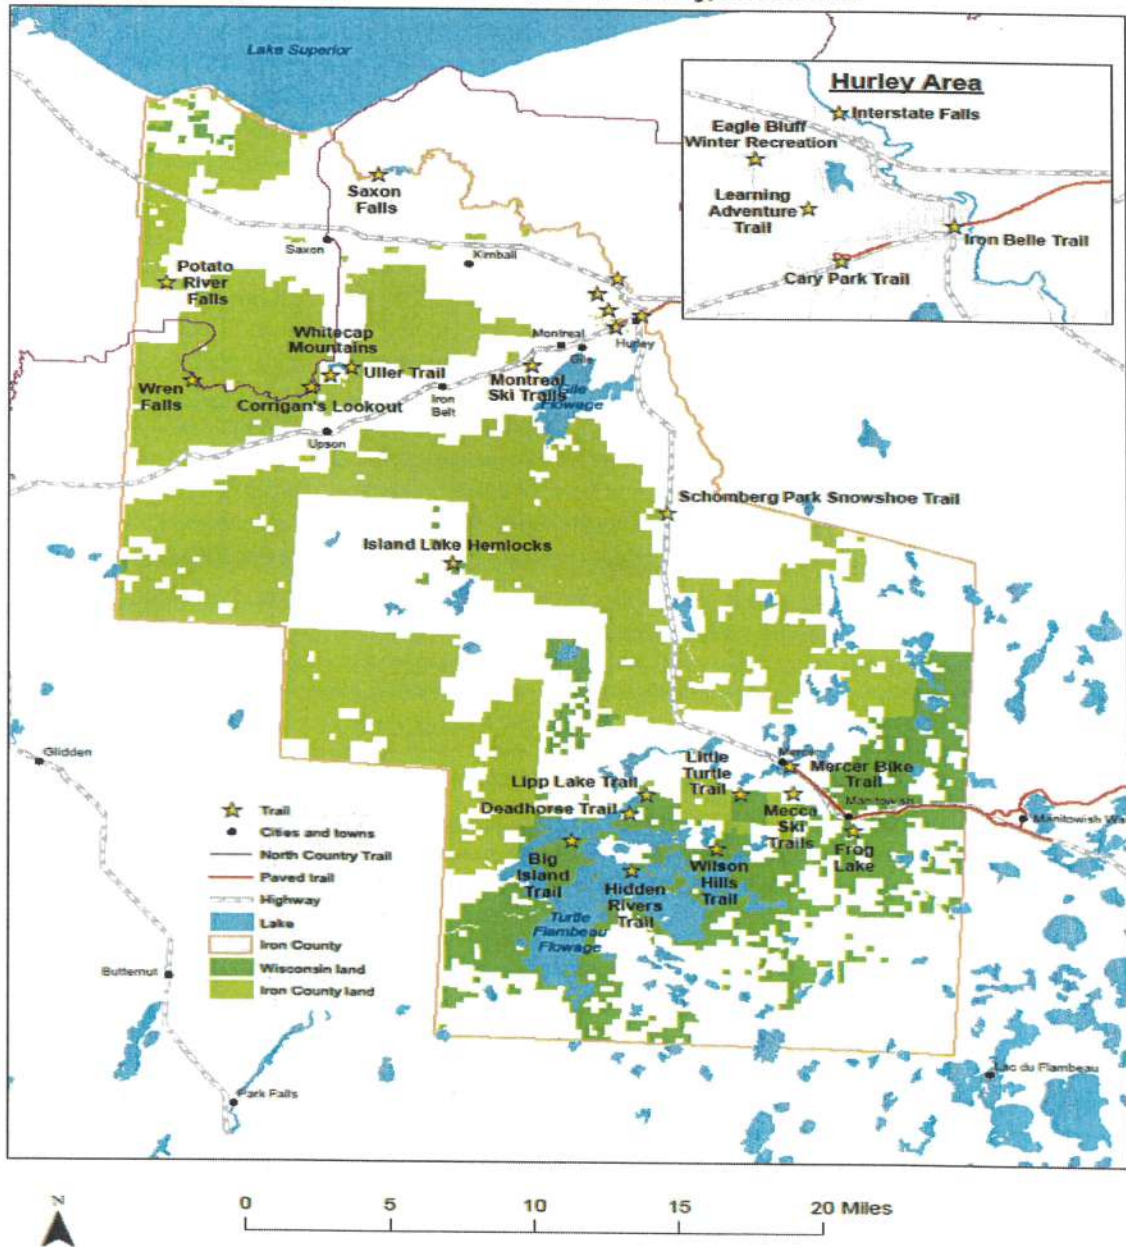 Lake Superior
Hurley Area
Interstate Falls
Eagle Bluff
Winter Recreation
Learning
Adventure
Trail
Iron Belle Trail
Cary Park Trail
Saxon
Falls
Saxon
Kimball
Potato
River
Falls
Whitecap
Mountains
Montreal
Hurley
Gile
Uller Trail
Wren
Falls
Corrigan's Lookout
Iron
Belt
Montreal
Ski Trails
Gile
Flowage
Upson
Schomberg Park Snowshoe Trail
Island Lake Hemlocks
Glidden
Mercer
Little
Turtle
Trail
Mercer Bike
Trail
Lipp Lake Trail
Deadhorse Trail
Manitowish
Manitowish Wa
Mecca
Ski
Trails
Frog
Lake
Big
Island
Trail
Hidden
Rivers
Trail
Wilson
Hills
Trail
Turtle
Flambeau
Flowage
Trail
Cities and towns
North Country Trail
Paved trail
Highway
Lake
Iron County
Wisconsin land
Iron County land
Butternut
Park Falls
Lac du Flambeau
N
0 5 10 15 20 Miles